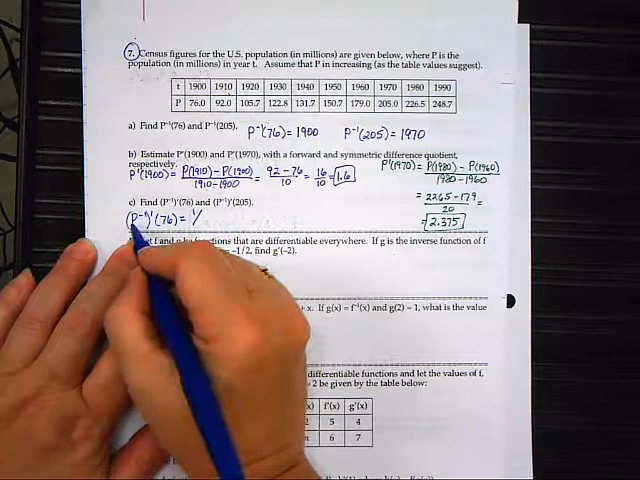 7. Census figures for the U.S. population (in millions) are given below, where P is the
population (in millions) in year t. Assume that P in increasing (as the table values suggest).
t 1900 1910 1920 1930 1940 1950 1960 1970 1980 1990
P 76.0 92.0 105.7 122.8 131.7 150.7 179.0 205.0 226.5 248.7
a) Find P⁻¹(76) and P⁻¹(205). P⁻¹(76) = 1900 P⁻¹(205) = 1970
b) Estimate P'(1900) and P'(1970), with a forward and symmetric difference quotient,
respectively.
P'(1900) = P(1910) - P(1900) / 1910 - 1900 = 92 - 76 / 10 = 16 / 10 = 1.6
P'(1970) = P(1980) - P(1960) / 1980 - 1960
= 226.5 - 179 / 20 =
= 2.375
c) Find (P⁻¹)'(76) and (P⁻¹)'(205).
(P⁻¹)'(76) = 1/
f and g be functions that are differentiable everywhere. If g is the inverse of f
= -1/2, find g'(-2).
+x. If g(x) = f⁻¹(x) and g(2) = 1, what is the value
differentiable functions and let the values of f,
= 2 be given by the table below:
f'(x) g'(x)
5 4
6 7